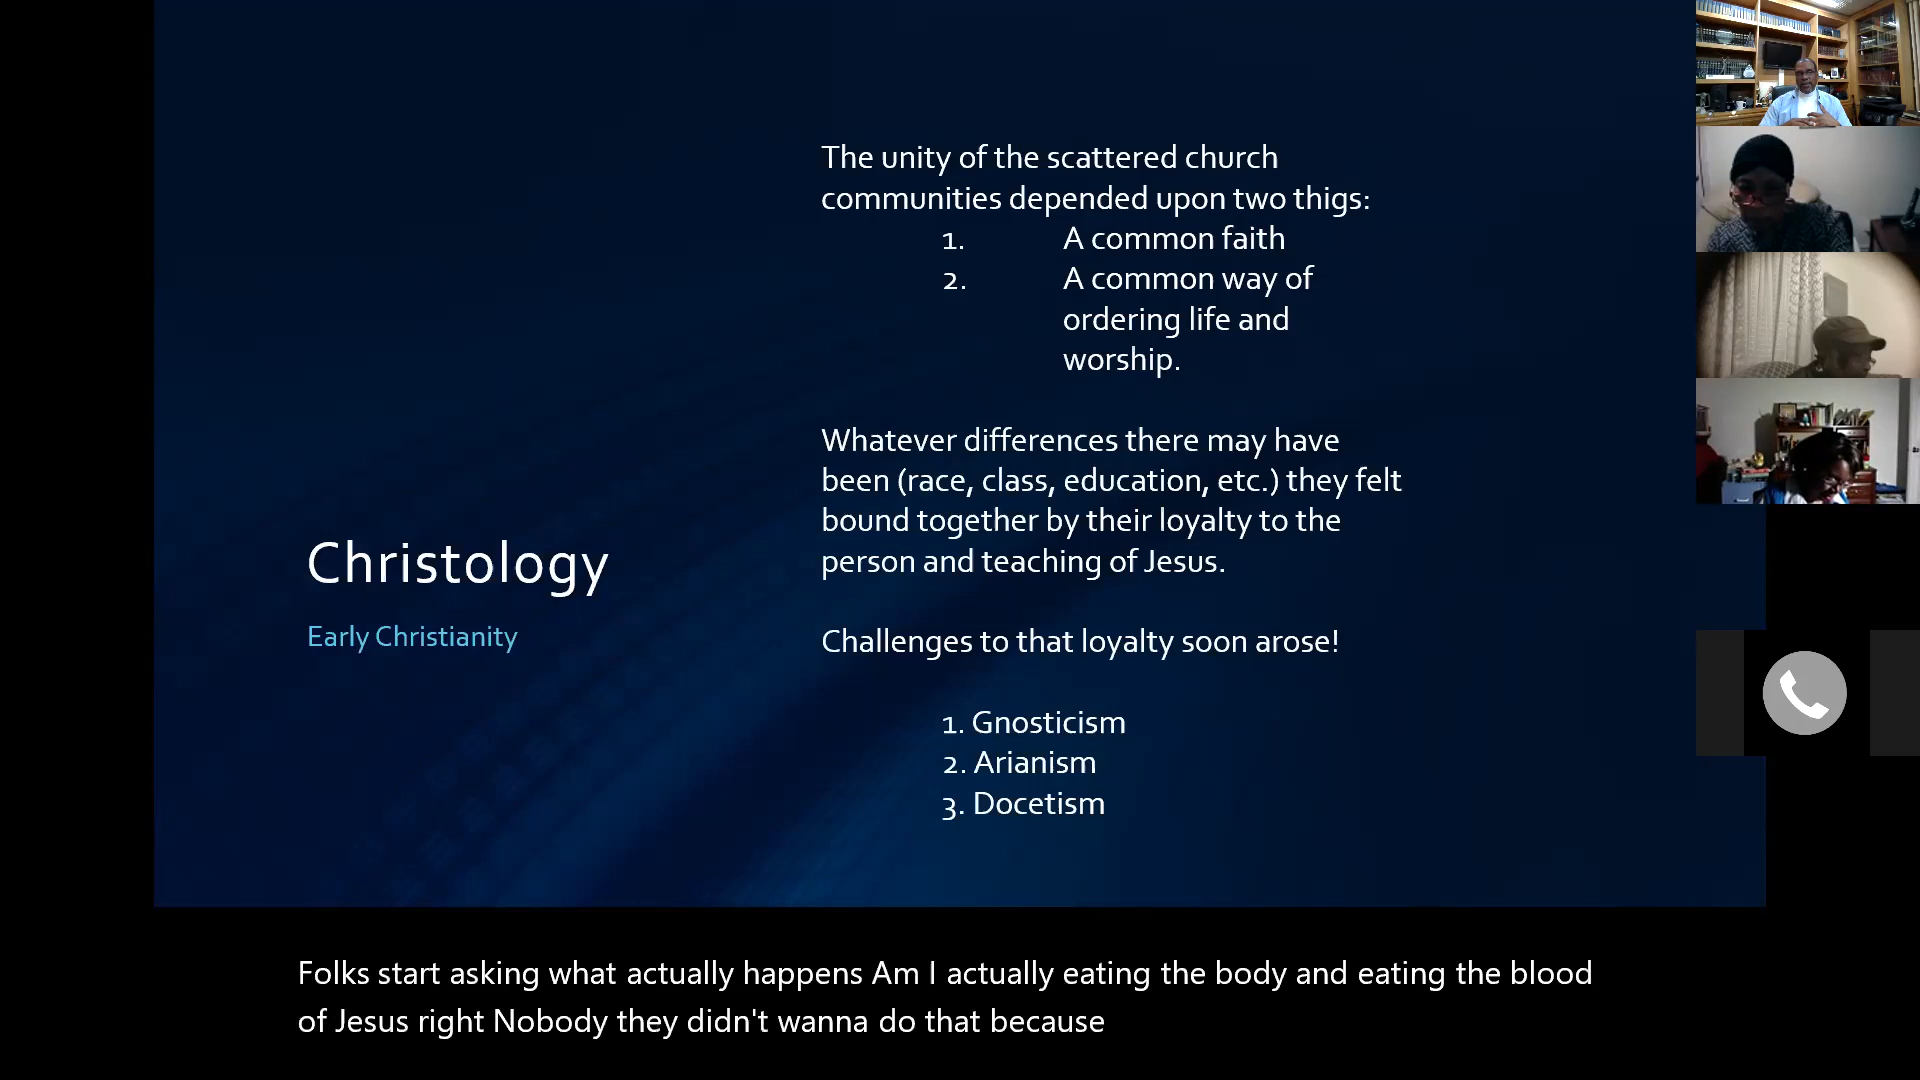 The unity of the scattered church
communities depended upon two thigs:
1. A common faith
2. A common way of
ordering life and
worship.
Whatever differences there may have
been (race, class, education, etc.) they felt
bound together by their loyalty to the
person and teaching of Jesus.
Challenges to that loyalty soon arose!
1. Gnosticism
2. Arianism
3. Docetism
Christology
Early Christianity
Folks start asking what actually happens Am I actually eating the body and eating the blood
of Jesus right Nobody they didn't wanna do that because